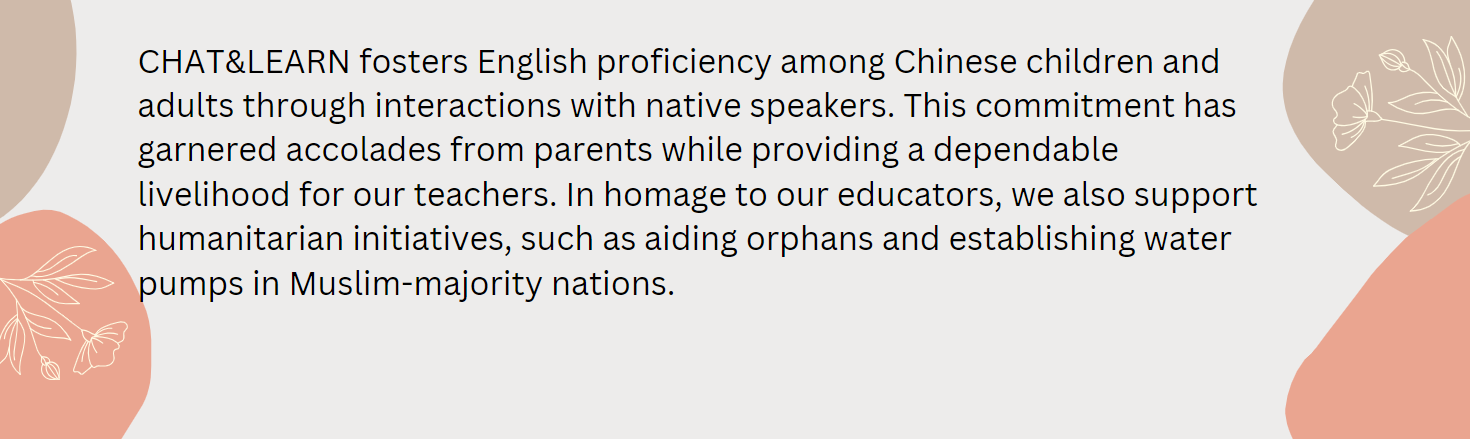 CHAT&LEARN fosters English proficiency among Chinese children and
adults through interactions with native speakers. This commitment has
garnered accolades from parents while providing a dependable
livelihood for our teachers. In homage to our educators, we also support
humanitarian initiatives, such as aiding orphans and establishing water
pumps in Muslim-majority nations.